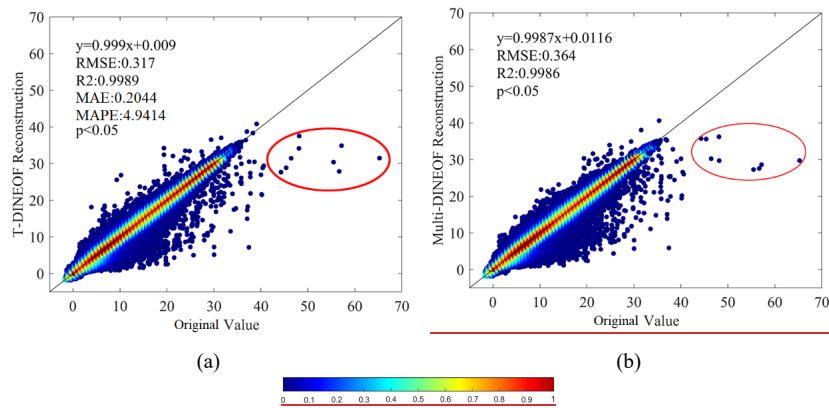 70
60
50
40
30
20
10
0
T-DINEOF Reconstruction
y=0.999x+0.009
RMSE:0.317
R2:0.9989
MAE:0.2044
MAPE:4.9414
p<0.05
0 10 20 30 40 50 60 70
Original Value
(a)
70
60
50
40
30
20
10
0
Multi-DINEOF Reconstruction
y=0.9987x+0.0116
RMSE:0.364
R2:0.9986
p<0.05
0 10 20 30 40 50 60 70
Original Value
(b)
0 0.1 0.2 0.3 0.4 0.5 0.6 0.7 0.8 0.9 1